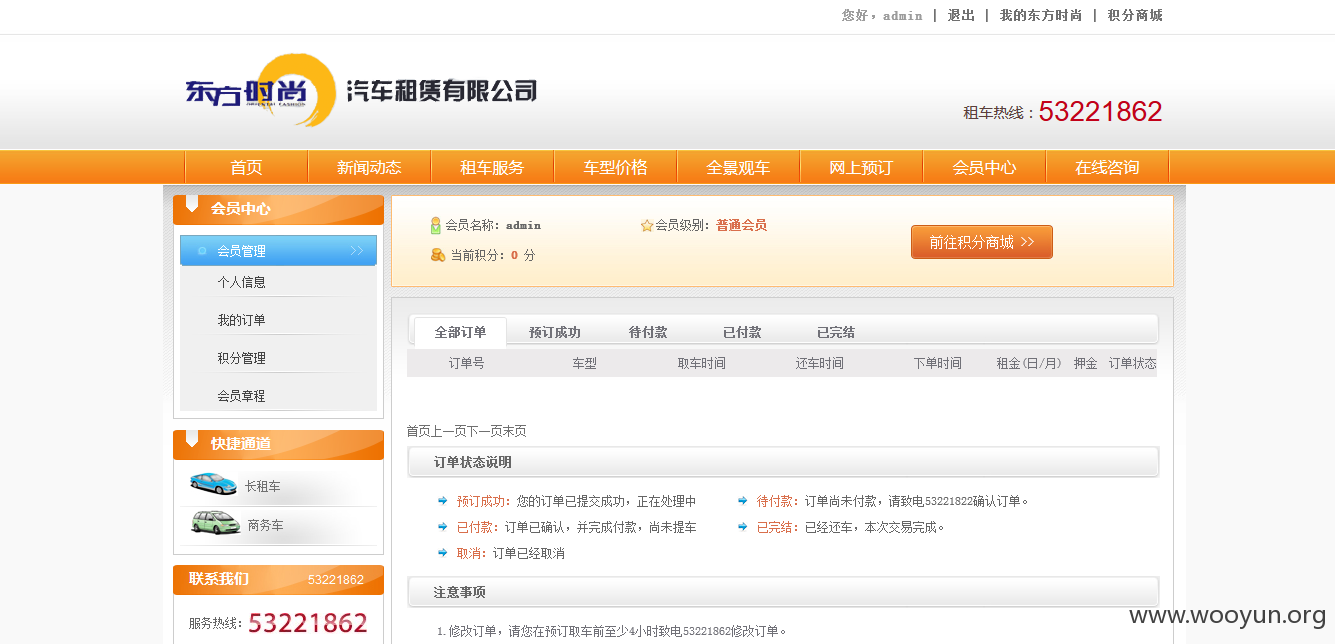 您好，admin | 退出 | 我的东方时尚 | 积分商城
东方时尚 ORIENTAL FASHION 汽车租赁有限公司
租车热线：53221862
首页 新闻动态 租车服务 车型价格 全景观车 网上预订 会员中心 在线咨询
会员中心
会员管理 >>
个人信息
我的订单
积分管理
会员章程
快捷通道
长租车
商务车
联系我们 53221862
服务热线：53221862
会员名称：admin 会员级别：普通会员
当前积分：0 分
前往积分商城 >>
全部订单 预订成功 待付款 已付款 已完结
订单号 车型 取车时间 还车时间 下单时间 租金(日/月) 押金 订单状态
首页上一页下一页末页
订单状态说明
预订成功：您的订单已提交成功，正在处理中 待付款：订单尚未付款，请致电53221822确认订单。
已付款：订单已确认，并完成付款，尚未提车 已完结：已经还车，本次交易完成。
取消：订单已经取消
注意事项
1.修改订单，请您在预订取车前至少4小时致电53221862修改订单。
www.wooyun.org